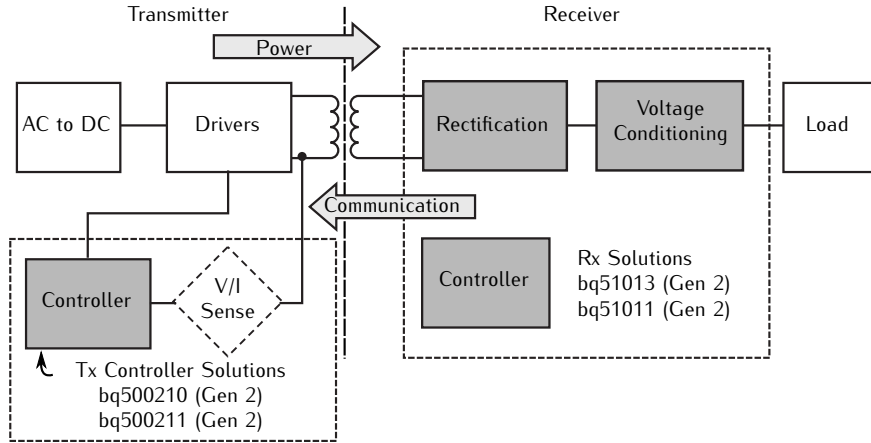 Transmitter
Receiver
Power
AC to DC
Drivers
Rectification
Voltage
Conditioning
Load
Communication
Controller
V/I
Sense
Controller
Rx Solutions
bq51013 (Gen 2)
bq51011 (Gen 2)
Tx Controller Solutions
bq500210 (Gen 2)
bq500211 (Gen 2)